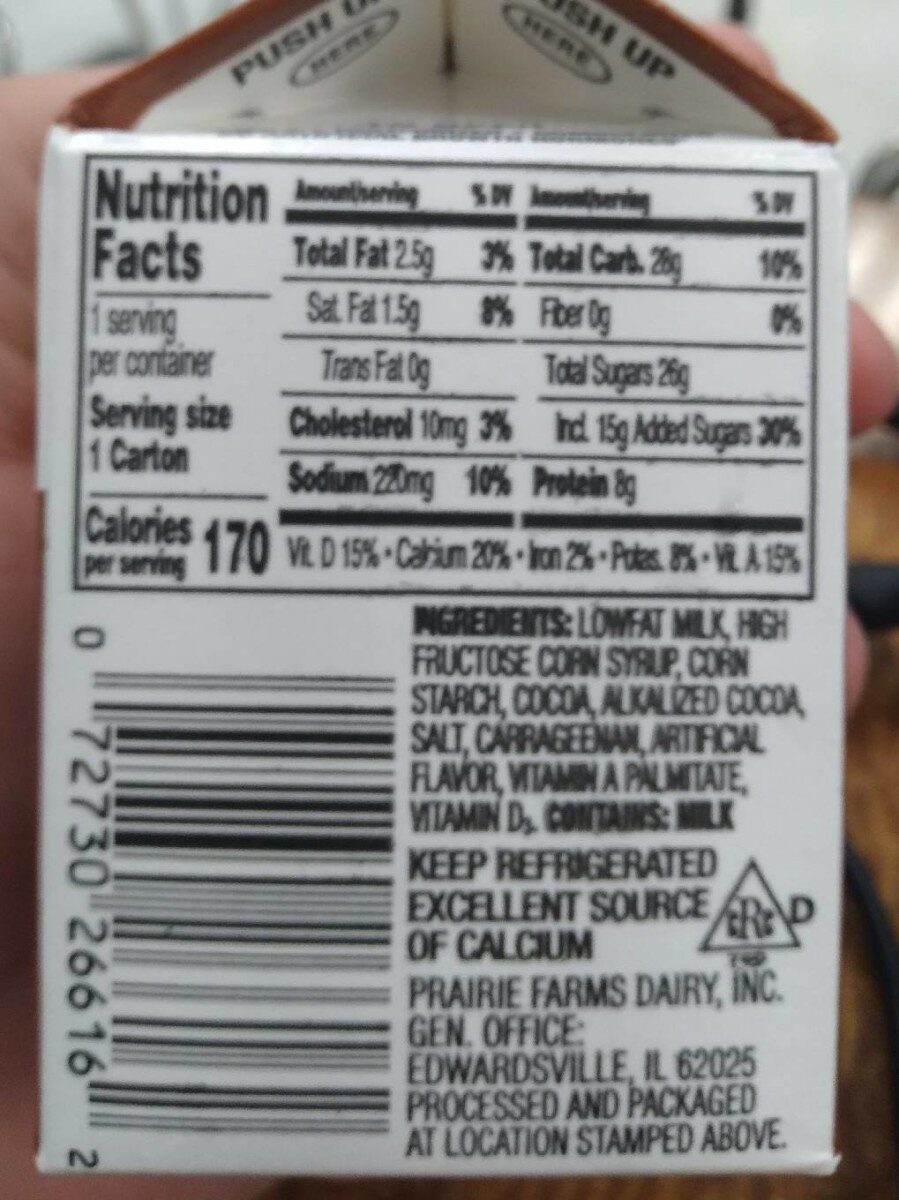 PUSH
HERE
PUSH UP
HERE
Nutrition
Facts
1 serving
per container
Serving size
1 Carton
Calories 170
per serving
Amount/serving % DV
Total Fat 2.5g 3%
Sat. Fat 1.5g 8%
Trans Fat 0g
Cholesterol 10mg 3%
Sodium 220mg 10%
Amount/serving % DV
Total Carb. 28g 10%
Fiber 0g 0%
Total Sugars 26g
Incl. 15g Added Sugars 30%
Protein 8g
Vit. D 15% • Calcium 20% • Iron 2% • Potas. 8% • Vit. A 15%
INGREDIENTS: LOWFAT MILK, HIGH
FRUCTOSE CORN SYRUP, CORN
STARCH, COCOA, ALKALIZED COCOA,
SALT, CARRAGEENAN, ARTIFICIAL
FLAVOR, VITAMIN A PALMITATE,
VITAMIN D₃. CONTAINS: MILK
KEEP REFRIGERATED
EXCELLENT SOURCE
OF CALCIUM
D
PRAIRIE FARMS DAIRY, INC.
GEN. OFFICE:
EDWARDSVILLE, IL 62025
PROCESSED AND PACKAGED
AT LOCATION STAMPED ABOVE.
0 72730 26616 2